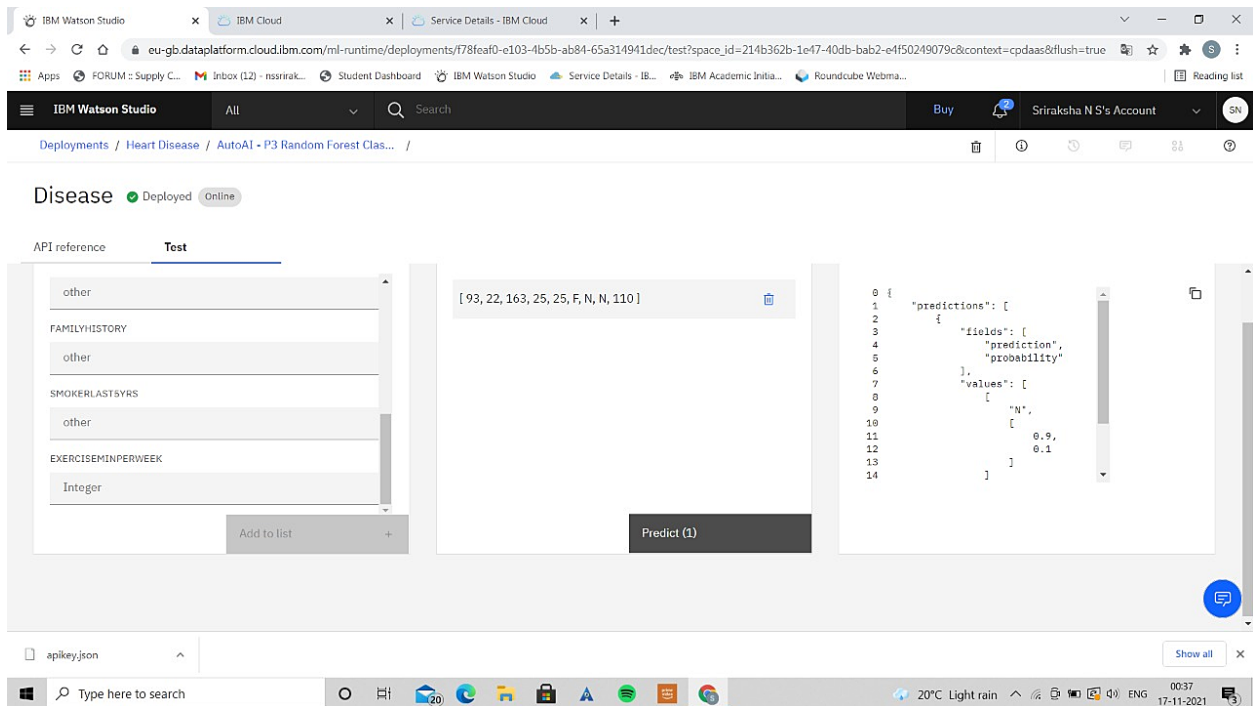 IBM Watson Studio
IBM Cloud
Service Details - IBM Cloud
eu-gb.dataplatform.cloud.ibm.com/ml-runtime/deployments/f78feaf0-e103-4b5b-ab84-65a314941dec/test?space_id=214b362b-1e47-40db-bab2-e4f50249079c&context=cpdaas&flush=true
S
Apps
FORUM :: Supply C...
Inbox (12) - nssrirak...
Student Dashboard
IBM Watson Studio
Service Details - IB...
IBM Academic Initia...
Roundcube Webma...
Reading list
IBM Watson Studio
All
Search
Buy
2
Sriraksha N S's Account
SN
Deployments / Heart Disease / AutoAI - P3 Random Forest Clas... /
Disease
Deployed
Online
API reference
Test
other
FAMILYHISTORY
other
SMOKERLAST5YRS
other
EXERCISEMINPERWEEK
Integer
Add to list +
[ 93, 22, 163, 25, 25, F, N, N, 110 ]
Predict (1)
0 {
1 "predictions": [
2 {
3 "fields": [
4 "prediction",
5 "probability"
6 ],
7 "values": [
8 [
9 "N",
10 [
11 0.9,
12 0.1
13 ]
14 ]
apikey.json
Show all
Type here to search
20
20°C Light rain
ENG
00:37
17-11-2021
3